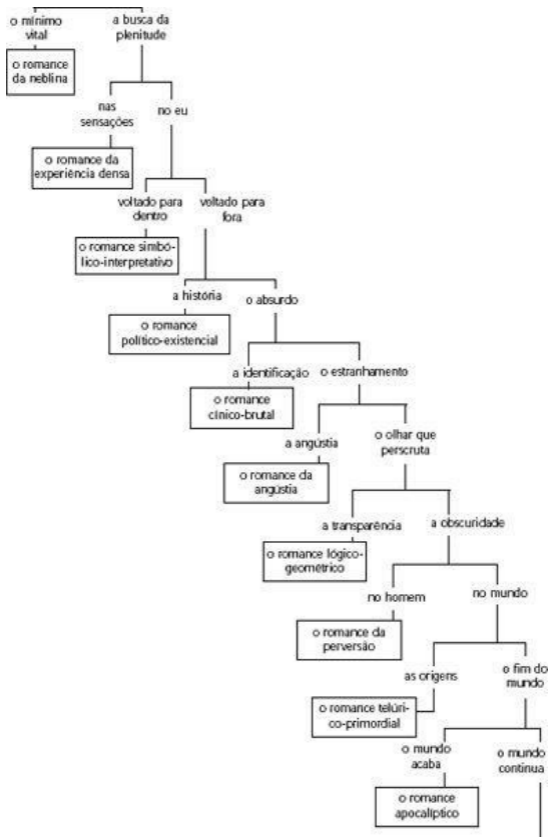 o mínimo
vital
a busca da
plenitude
o romance
da neblina
nas
sensações
no eu
o romance da
experiência densa
voltado para
dentro
voltado para
fora
o romance simbó-
lico-interpretativo
a história
o absurdo
o romance
político-existencial
a identificação
o estranhamento
o romance
cínico-brutal
a angústia
o olhar que
perscruta
o romance da
angústia
a transparência
a obscuridade
o romance lógico-
geométrico
no homem
no mundo
o romance da
perversão
as origens
o fim do
mundo
o romance telúri-
co-primordial
o mundo
acaba
o mundo
continua
o romance
apocalíptico